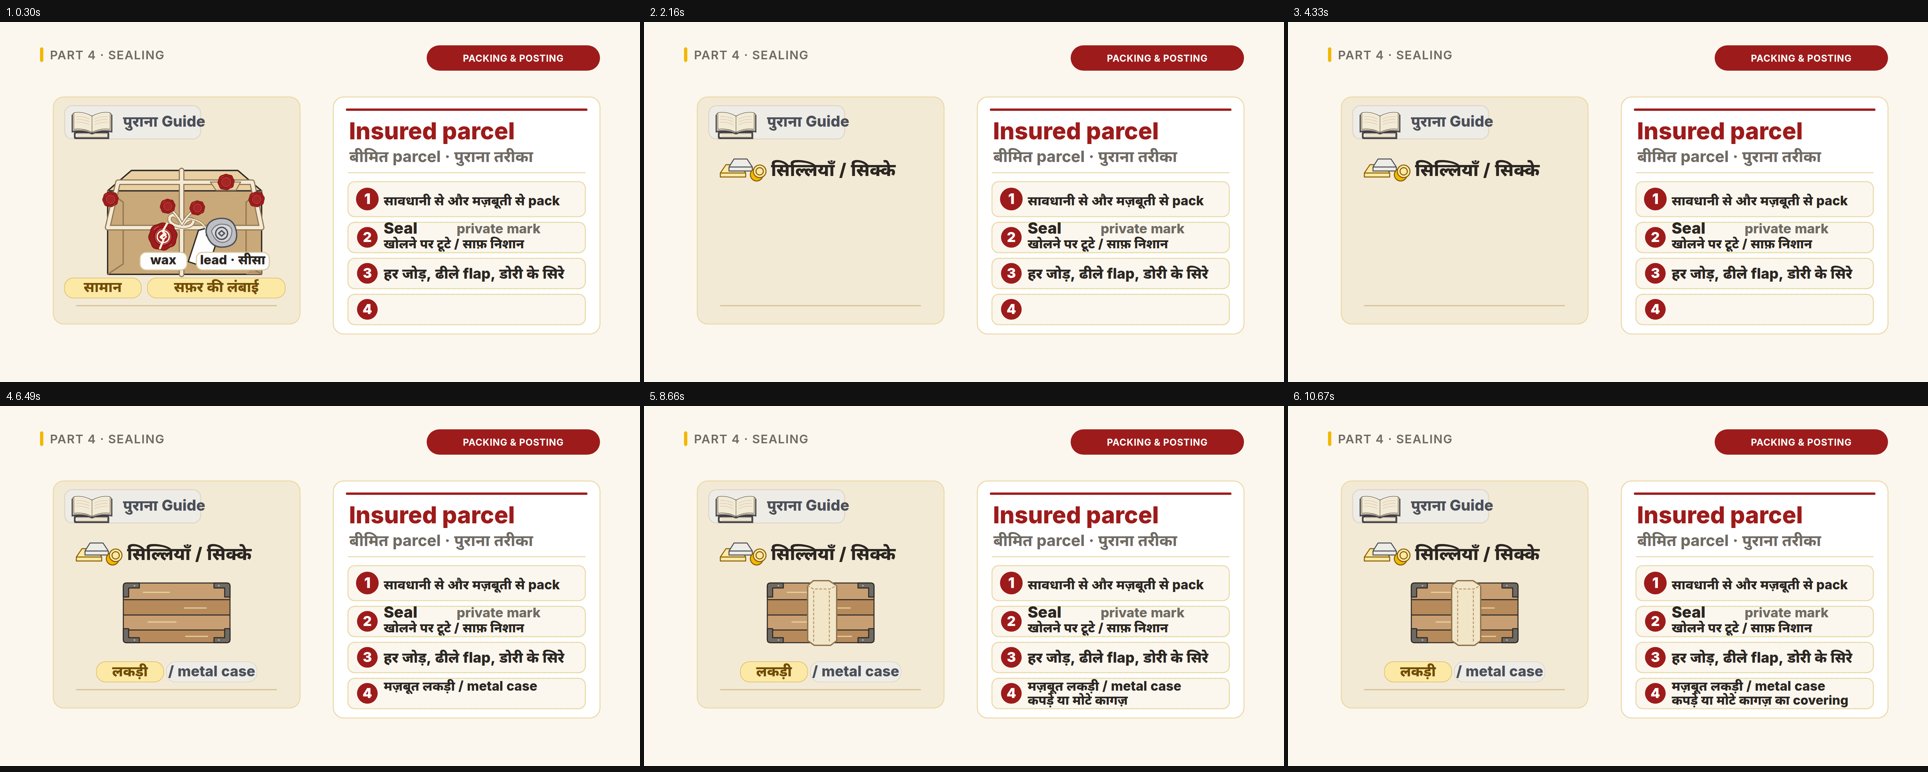 1. 0.30s
PART 4 · SEALING
PACKING & POSTING
पुराना Guide
wax
lead · सीसा
सामान
सफ़र की लंबाई
Insured parcel
बीमित parcel · पुराना तरीका
1 सावधानी से और मज़बूती से pack
2 Seal private mark
खोलने पर टूटे / साफ़ निशान
3 हर जोड़, ढीले flap, डोरी के सिरे
4
2. 2.16s
PART 4 · SEALING
PACKING & POSTING
पुराना Guide
सिल्लियाँ / सिक्के
Insured parcel
बीमित parcel · पुराना तरीका
1 सावधानी से और मज़बूती से pack
2 Seal private mark
खोलने पर टूटे / साफ़ निशान
3 हर जोड़, ढीले flap, डोरी के सिरे
4
3. 4.33s
PART 4 · SEALING
PACKING & POSTING
पुराना Guide
सिल्लियाँ / सिक्के
Insured parcel
बीमित parcel · पुराना तरीका
1 सावधानी से और मज़बूती से pack
2 Seal private mark
खोलने पर टूटे / साफ़ निशान
3 हर जोड़, ढीले flap, डोरी के सिरे
4
4. 6.49s
PART 4 · SEALING
PACKING & POSTING
पुराना Guide
सिल्लियाँ / सिक्के
लकड़ी / metal case
Insured parcel
बीमित parcel · पुराना तरीका
1 सावधानी से और मज़बूती से pack
2 Seal private mark
खोलने पर टूटे / साफ़ निशान
3 हर जोड़, ढीले flap, डोरी के सिरे
4 मज़बूत लकड़ी / metal case
5. 8.66s
PART 4 · SEALING
PACKING & POSTING
पुराना Guide
सिल्लियाँ / सिक्के
लकड़ी / metal case
Insured parcel
बीमित parcel · पुराना तरीका
1 सावधानी से और मज़बूती से pack
2 Seal private mark
खोलने पर टूटे / साफ़ निशान
3 हर जोड़, ढीले flap, डोरी के सिरे
4 मज़बूत लकड़ी / metal case
कपड़े या मोटे कागज़
6. 10.67s
PART 4 · SEALING
PACKING & POSTING
पुराना Guide
सिल्लियाँ / सिक्के
लकड़ी / metal case
Insured parcel
बीमित parcel · पुराना तरीका
1 सावधानी से और मज़बूती से pack
2 Seal private mark
खोलने पर टूटे / साफ़ निशान
3 हर जोड़, ढीले flap, डोरी के सिरे
4 मज़बूत लकड़ी / metal case
कपड़े या मोटे कागज़ का covering